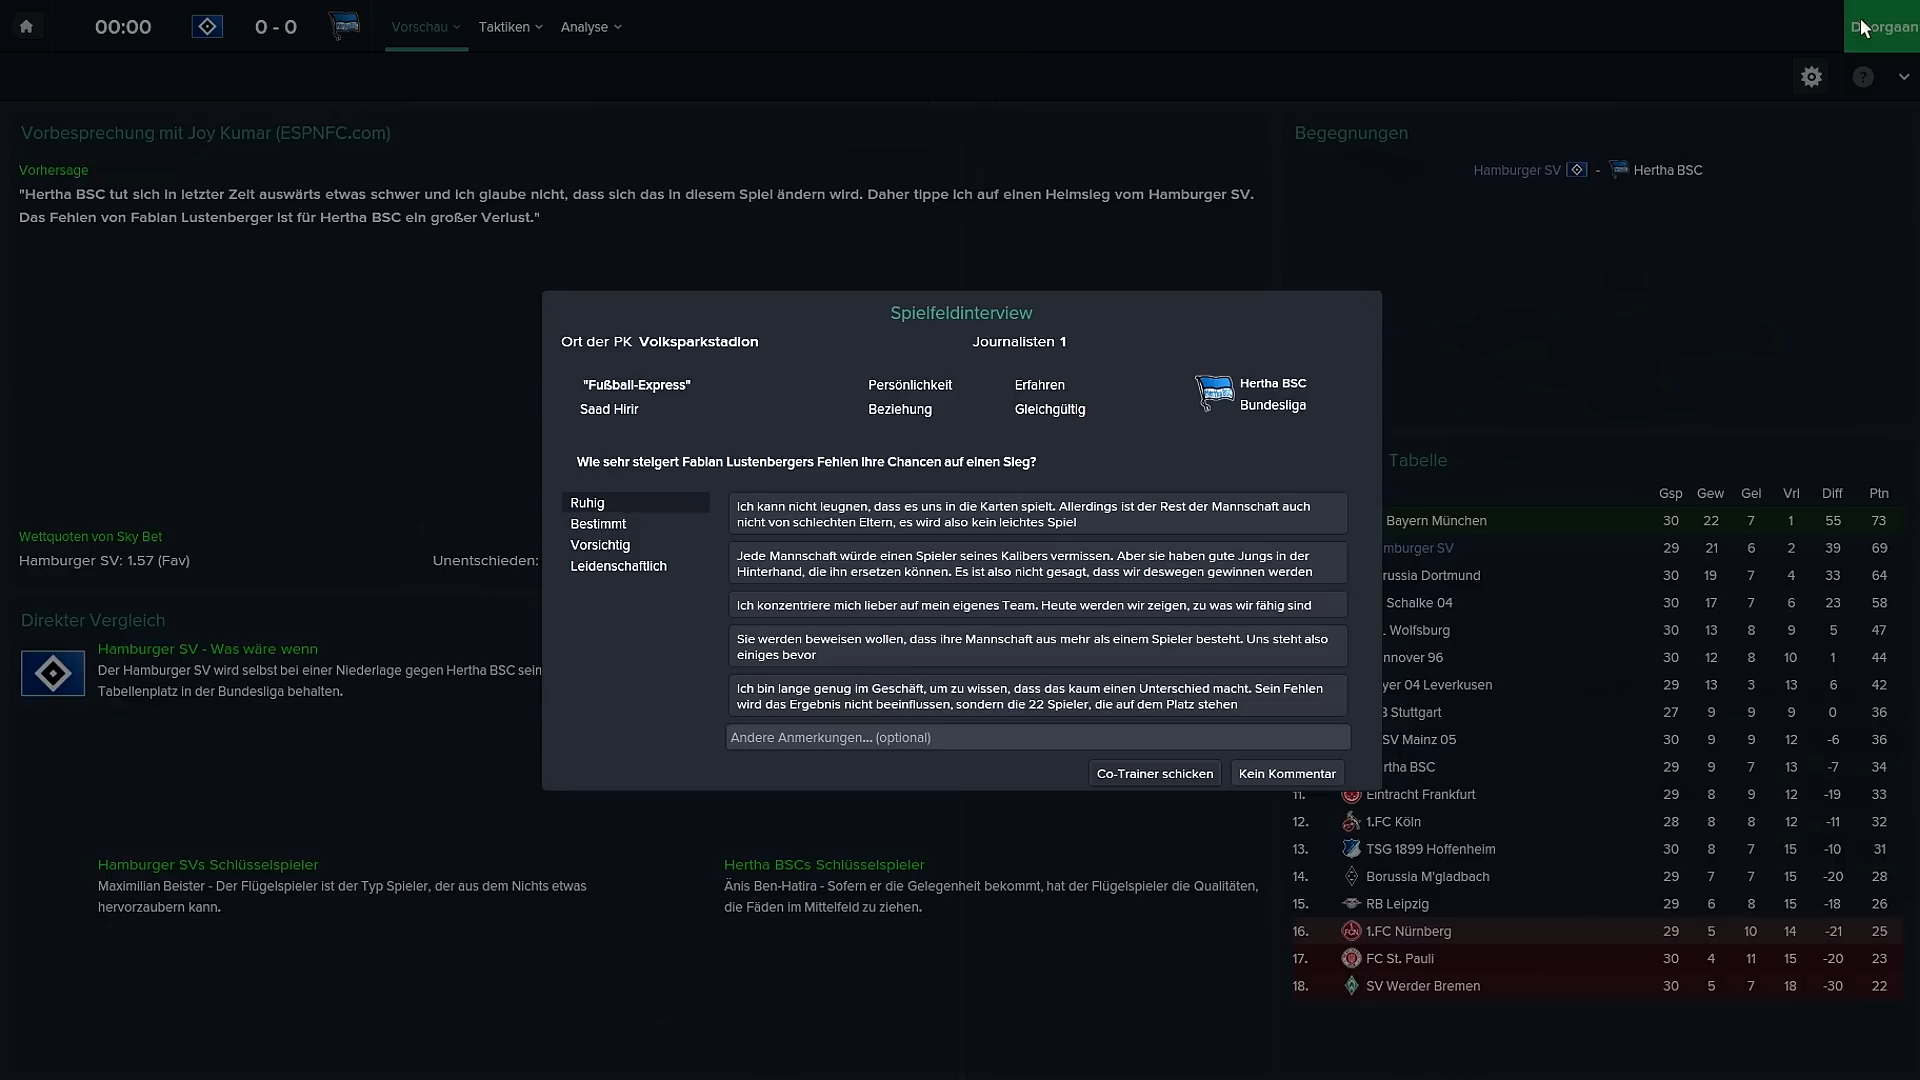 00:00
0 - 0
Vorschau
Taktiken
Analyse
Vorbesprechung mit Joy Kumar (ESPNFC.com)
Vorhersage
"Hertha BSC tut sich in letzter Zeit auswärts etwas schwer und ich glaube nicht, dass sich das in diesem Spiel ändern wird. Daher tippe ich auf einen Heimsieg vom Hamburger SV.
Das Fehlen von Fabian Lustenberger ist für Hertha BSC ein großer Verlust."
Begegnungen
Hamburger SV - Hertha BSC
Spielfeldinterview
Ort der PK Volksparkstadion
Journalisten 1
"Fußball-Express"
Saad Hirir
Persönlichkeit Erfahren
Beziehung Gleichgültig
Hertha BSC
Bundesliga
Wie sehr steigert Fabian Lustenbergers Fehlen Ihre Chancen auf einen Sieg?
Ruhig
Bestimmt
Vorsichtig
Leidenschaftlich
Ich kann nicht leugnen, dass es uns in die Karten spielt. Allerdings ist der Rest der Mannschaft auch
nicht von schlechten Eltern, es wird also kein leichtes Spiel
Jede Mannschaft würde einen Spieler seines Kalibers vermissen. Aber sie haben gute Jungs in der
Hinterhand, die ihn ersetzen können. Es ist also nicht gesagt, dass wir deswegen gewinnen werden
Ich konzentriere mich lieber auf mein eigenes Team. Heute werden wir zeigen, zu was wir fähig sind
Sie werden beweisen wollen, dass ihre Mannschaft aus mehr als einem Spieler besteht. Uns steht also
einiges bevor
Ich bin lange genug im Geschäft, um zu wissen, dass das kaum einen Unterschied macht. Sein Fehlen
wird das Ergebnis nicht beeinflussen, sondern die 22 Spieler, die auf dem Platz stehen
Andere Anmerkungen... (optional)
Co-Trainer schicken
Kein Kommentar
Wettquoten von Sky Bet
Hamburger SV: 1.57 (Fav)
Unentschieden:
Direkter Vergleich
Hamburger SV - Was wäre wenn
Der Hamburger SV wird selbst bei einer Niederlage gegen Hertha BSC sein
Tabellenplatz in der Bundesliga behalten.
Hamburger SVs Schlüsselspieler
Maximilian Beister - Der Flügelspieler ist der Typ Spieler, der aus dem Nichts etwas
hervorzaubern kann.
Hertha BSCs Schlüsselspieler
Änis Ben-Hatira - Sofern er die Gelegenheit bekommt, hat der Flügelspieler die Qualitäten,
die Fäden im Mittelfeld zu ziehen.
Tabelle
Gsp Gew Gel Vrl Diff Ptn
Bayern München 30 22 7 1 55 73
mburger SV 29 21 6 2 39 69
russia Dortmund 30 19 7 4 33 64
Schalke 04 30 17 7 6 23 58
. Wolfsburg 30 13 8 9 5 47
nnover 96 30 12 8 10 1 44
yer 04 Leverkusen 29 13 3 13 6 42
Stuttgart 27 9 9 9 0 36
SV Mainz 05 30 9 9 12 -6 36
rtha BSC 29 9 7 13 -7 34
11. Eintracht Frankfurt 29 8 9 12 -19 33
12. 1.FC Köln 28 8 8 12 -11 32
13. TSG 1899 Hoffenheim 30 8 7 15 -10 31
14. Borussia M'gladbach 29 7 7 15 -20 28
15. RB Leipzig 29 6 8 15 -18 26
16. 1.FC Nürnberg 29 5 10 14 -21 25
17. FC St. Pauli 30 4 11 15 -20 23
18. SV Werder Bremen 30 5 7 18 -30 22